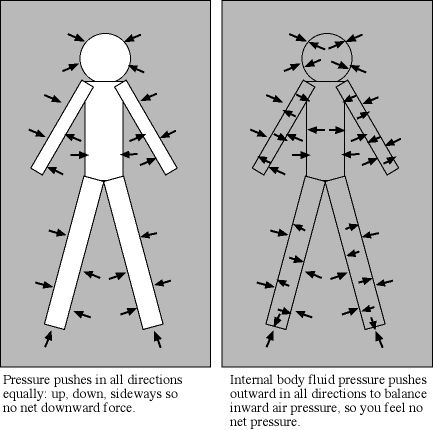 Pressure pushes in all directions
equally: up, down, sideways so
no net downward force.
Internal body fluid pressure pushes
outward in all directions to balance
inward air pressure, so you feel no
net pressure.